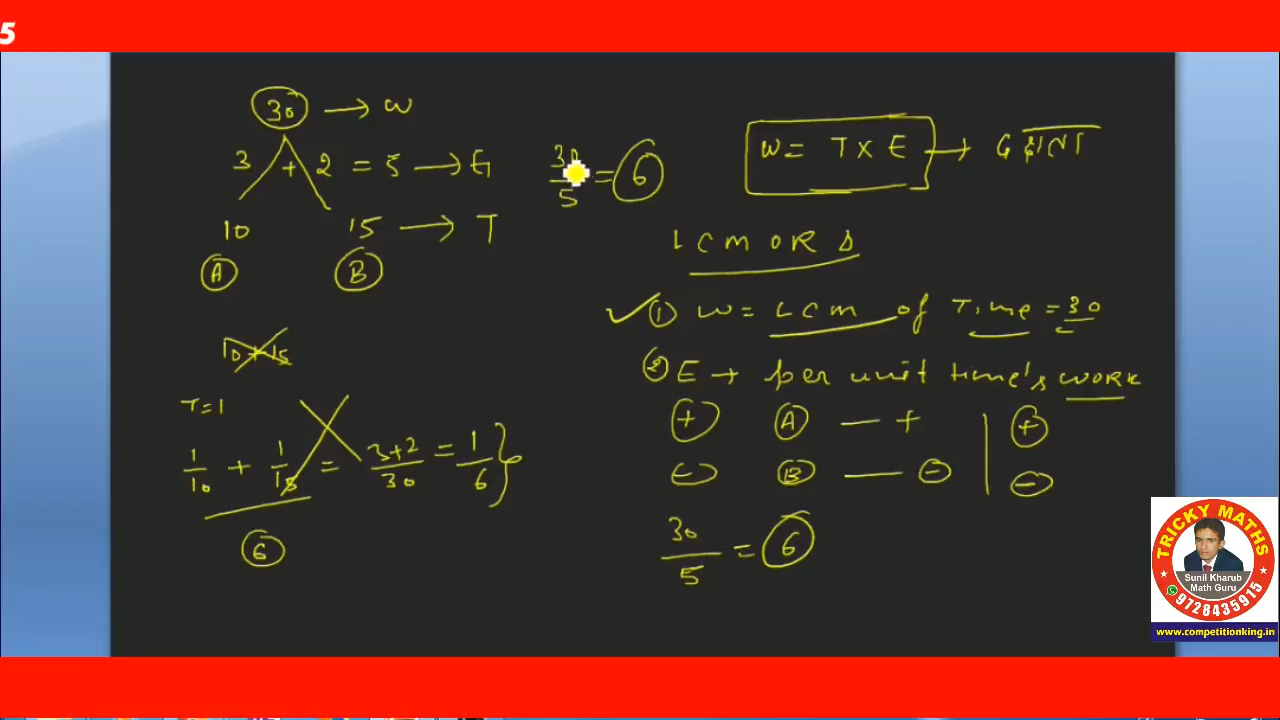 5
30 → W
3 + 2 = 5 → E
10 15 → T
A B
30/5 = 6
W = T × E →
LCM OR S
① W = LCM of Time = 30
② E → per unit time's work
+ A — + | +
- B — - | -
30/5 = 6
10 + 15
T = 1
1/10 + 1/15 = 3+2/30 = 1/6
6
TRICKY MATHS
Sunil Kharub
Math Guru
9728435915
www.competitionking.in